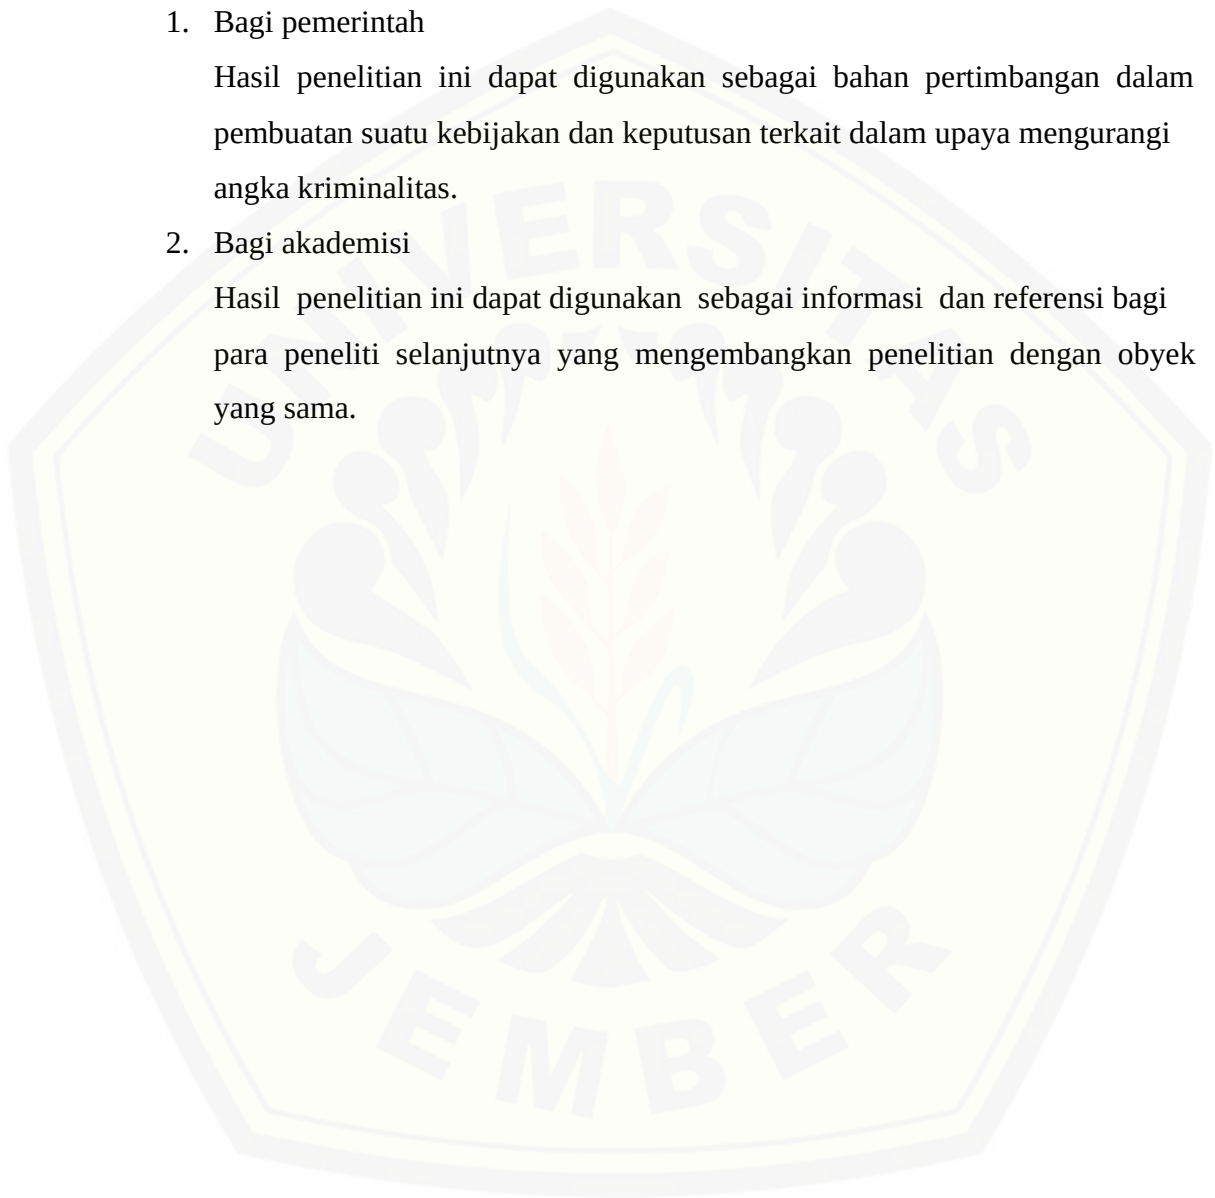 1. Bagi pemerintah
Hasil penelitian ini dapat digunakan sebagai bahan pertimbangan dalam
pembuatan suatu kebijakan dan keputusan terkait dalam upaya mengurangi
angka kriminalitas.
2. Bagi akademisi
Hasil penelitian ini dapat digunakan sebagai informasi dan referensi bagi
para peneliti selanjutnya yang mengembangkan penelitian dengan obyek
yang sama.
UNIVERSITAS
JEMBER